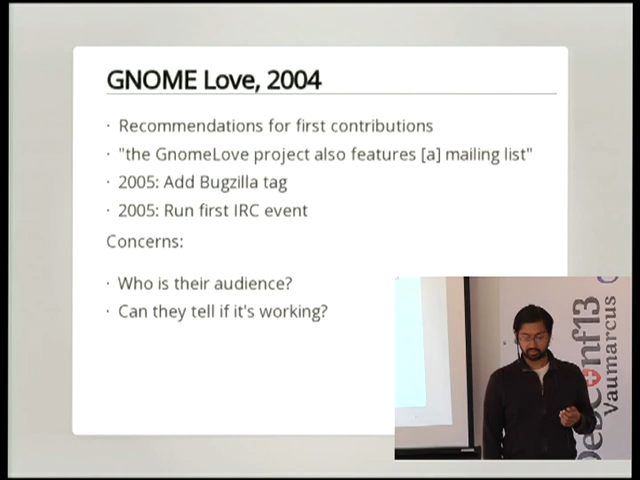 GNOME Love, 2004
· Recommendations for first contributions
· "the GnomeLove project also features [a] mailing list"
· 2005: Add Bugzilla tag
· 2005: Run first IRC event
Concerns:
· Who is their audience?
· Can they tell if it's working?
Vaumarcus